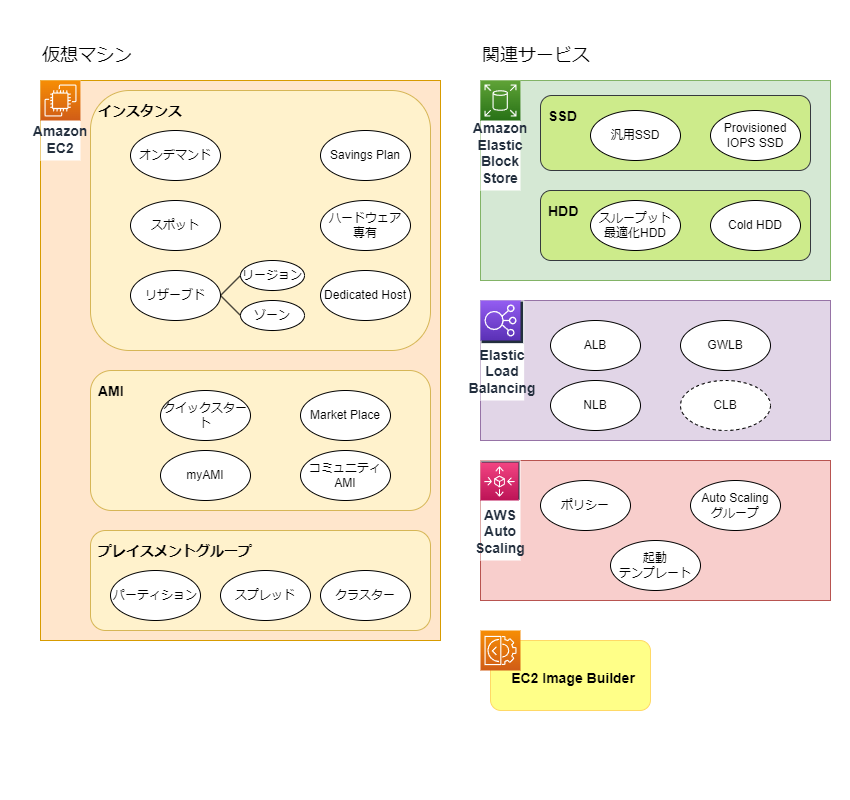 仮想マシン
Amazon
EC2
インスタンス
オンデマンド
Savings Plan
スポット
ハードウェア
専有
リザーブド
リージョン
ゾーン
Dedicated Host
AMI
クイックスター
ト
Market Place
myAMI
コミュニティ
AMI
プレイスメントグループ
パーティション
スプレッド
クラスター
関連サービス
Amazon
Elastic
Block
Store
SSD
汎用SSD
Provisioned
IOPS SSD
HDD
スループット
最適化HDD
Cold HDD
Elastic
Load
Balancing
ALB
GWLB
NLB
CLB
AWS
Auto
Scaling
ポリシー
Auto Scaling
グループ
起動
テンプレート
EC2 Image Builder